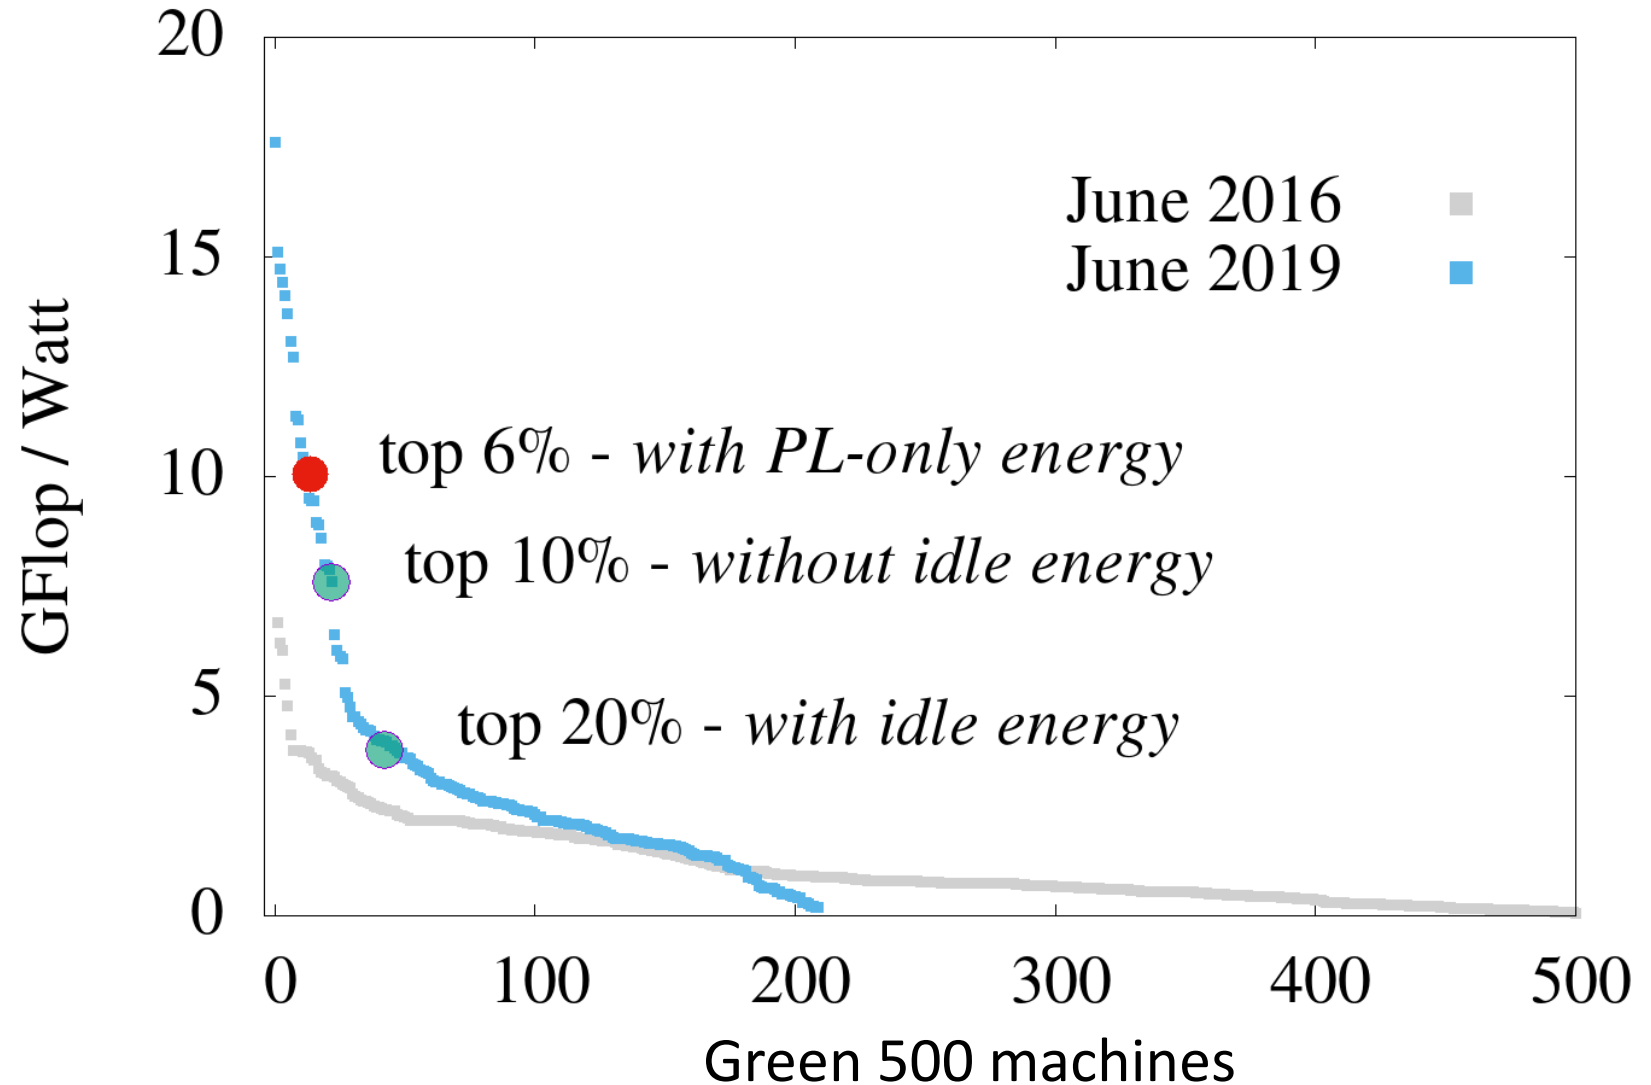 20
15
10
5
0
GFlop / Watt
June 2016
June 2019
top 6% - with PL-only energy
top 10% - without idle energy
top 20% - with idle energy
0 100 200 300 400 500
Green 500 machines